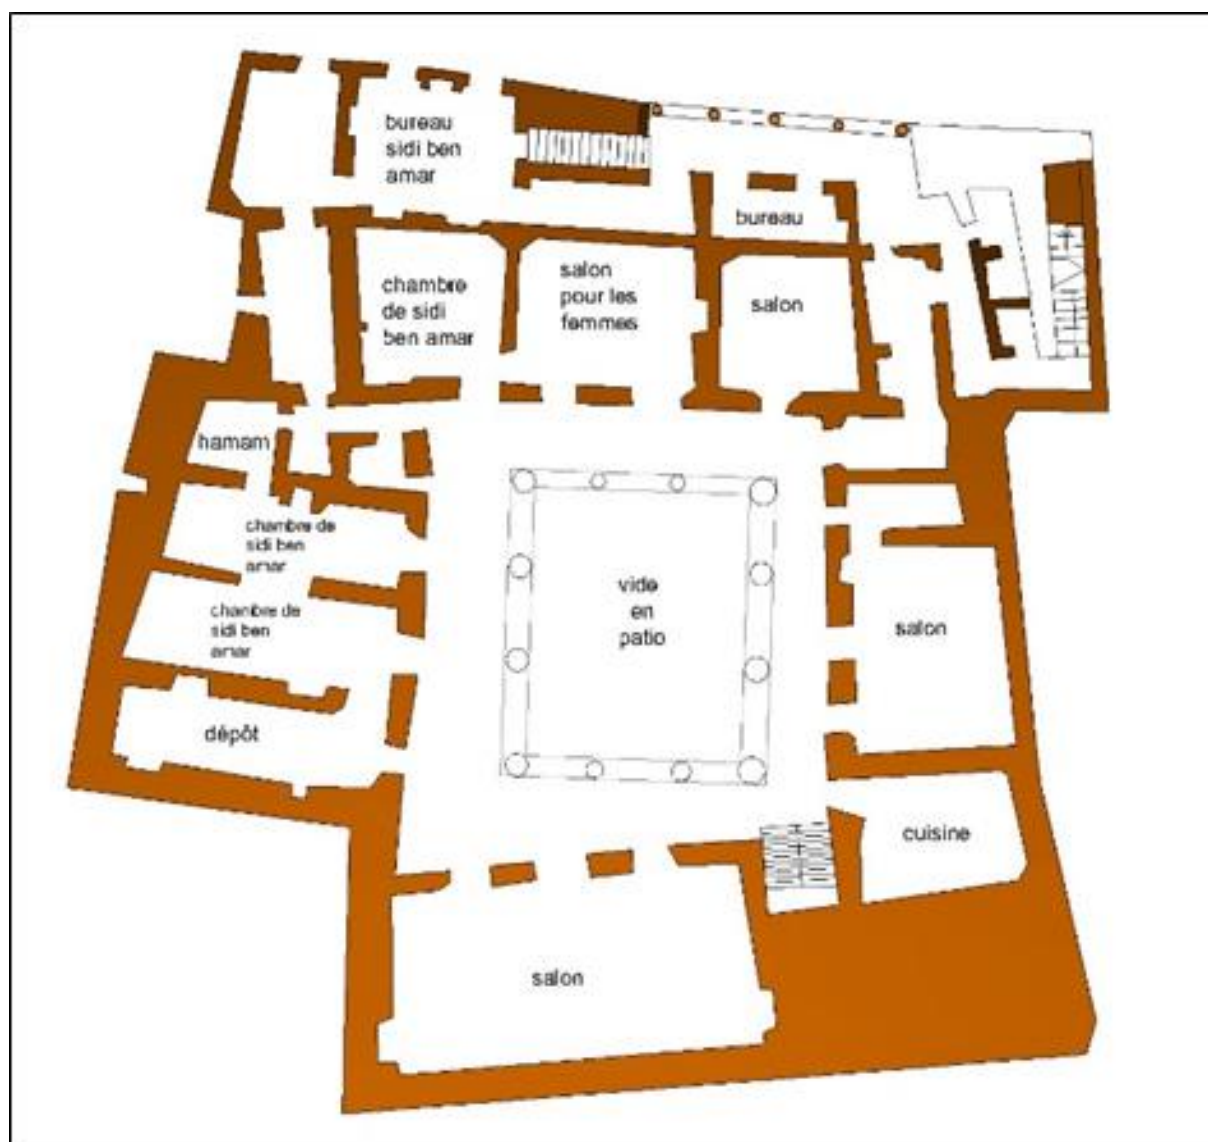 bureau
sidi ben
amar
bureau
chambre
de sidi
ben amar
salon
pour les
femmes
salon
hamam
chambre de
sidi ben
amar
chambre de
sidi ben
amar
vide
en
patio
salon
dépôt
cuisine
salon